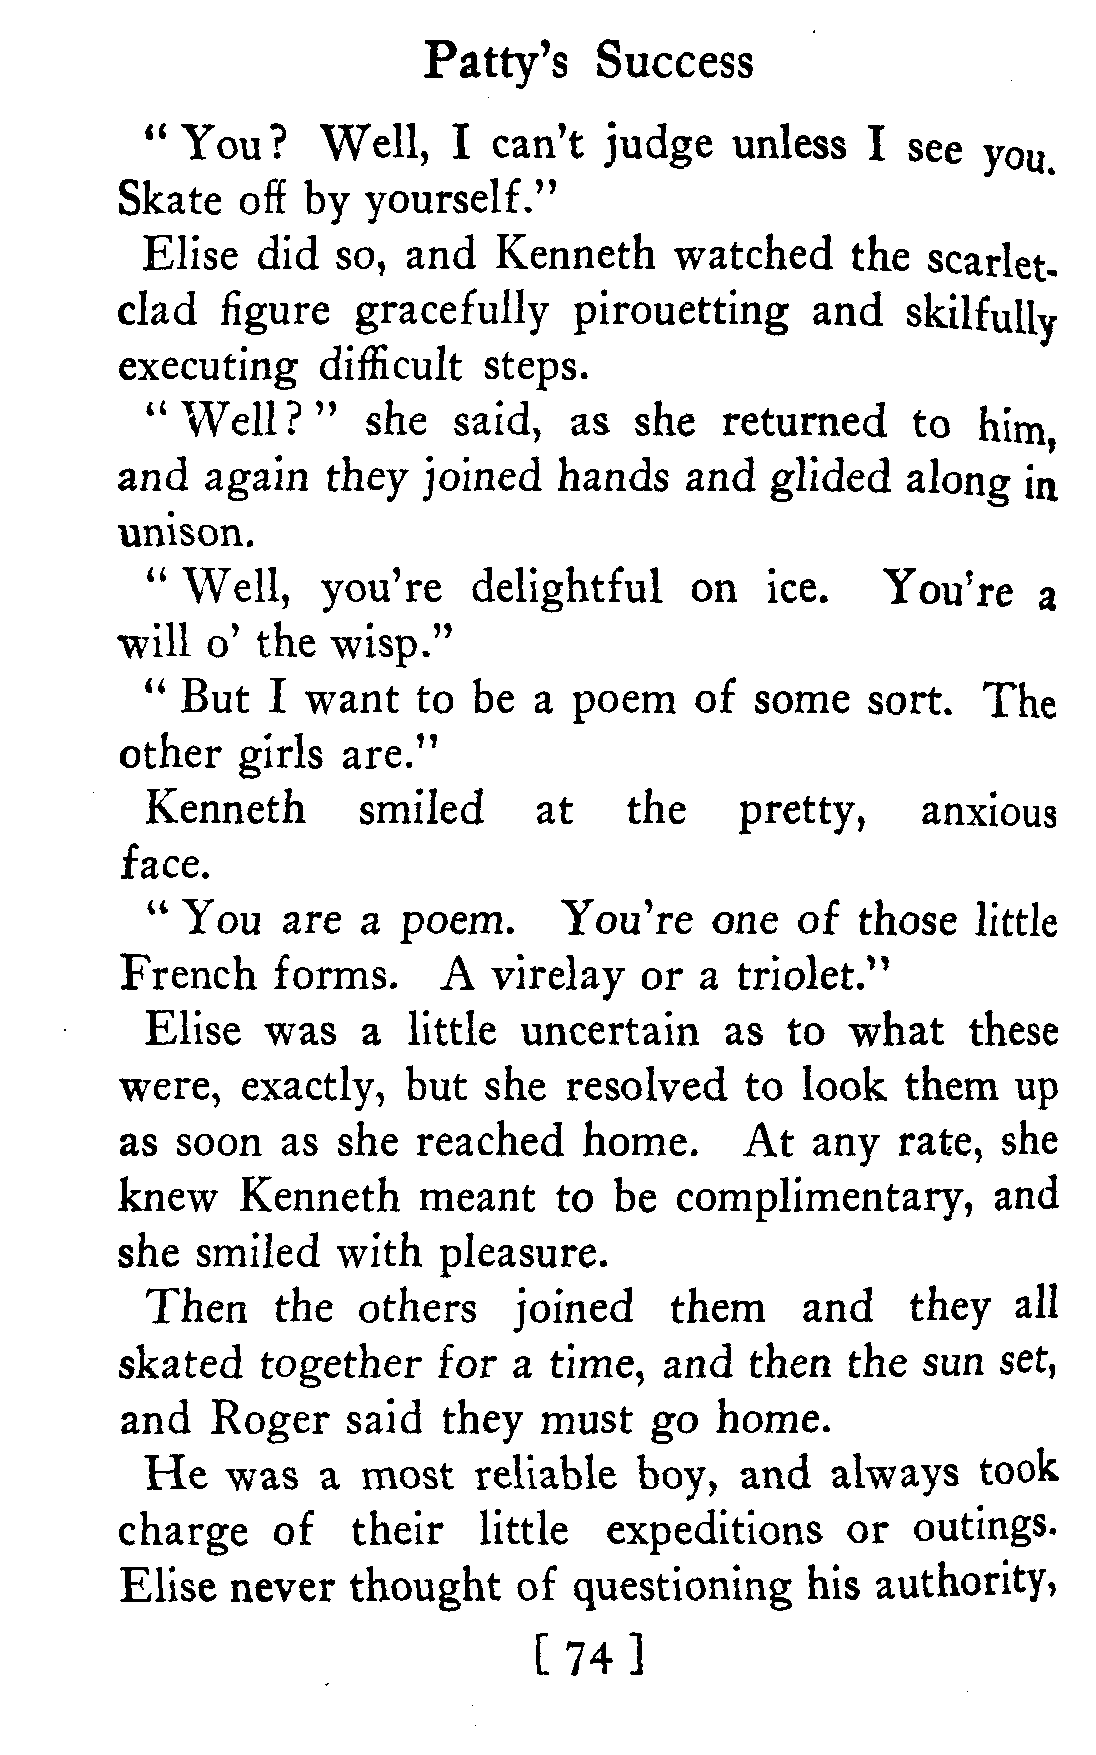 Patty's Success
“ You? Well, I can't judge unless I see you.
Skate off by yourself.”
Elise did so, and Kenneth watched the scarlet-
clad figure gracefully pirouetting and skilfully
executing difficult steps.
“ Well? ” she said, as she returned to him,
and again they joined hands and glided along in
unison.
“ Well, you're delightful on ice. You're a
will o' the wisp.”
“ But I want to be a poem of some sort. The
other girls are.”
Kenneth smiled at the pretty, anxious
face.
“ You are a poem. You're one of those little
French forms. A virelay or a triolet.”
Elise was a little uncertain as to what these
were, exactly, but she resolved to look them up
as soon as she reached home. At any rate, she
knew Kenneth meant to be complimentary, and
she smiled with pleasure.
Then the others joined them and they all
skated together for a time, and then the sun set,
and Roger said they must go home.
He was a most reliable boy, and always took
charge of their little expeditions or outings.
Elise never thought of questioning his authority,
[ 74 ]